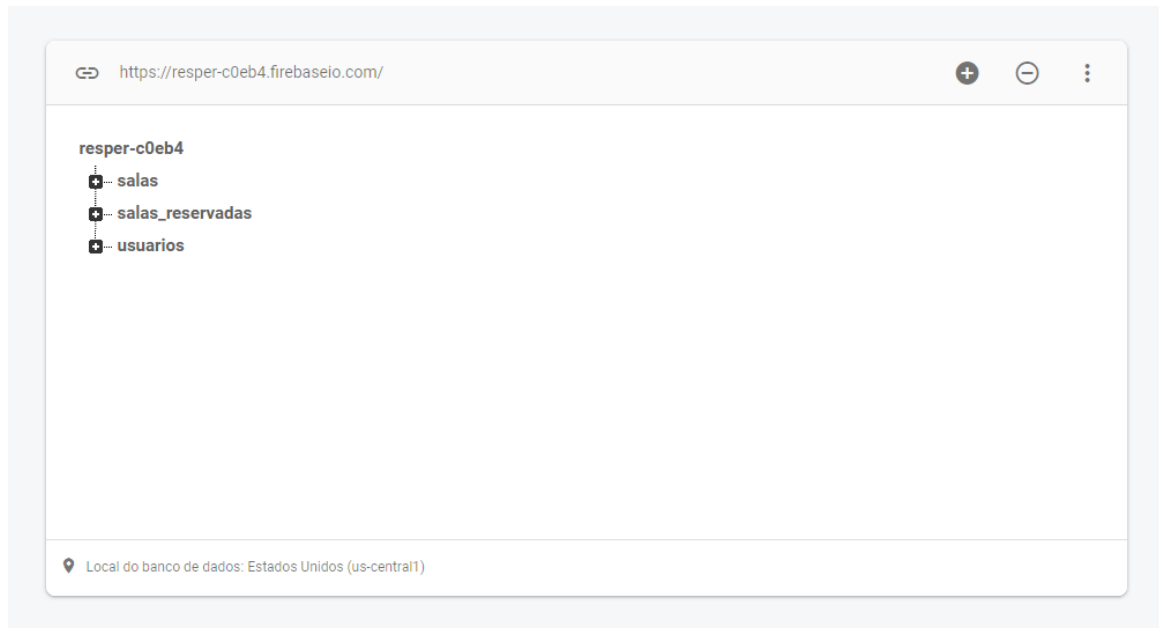 https://resper-c0eb4.firebaseio.com/
resper-c0eb4
salas
salas_reservadas
usuarios
Local do banco de dados: Estados Unidos (us-central1)